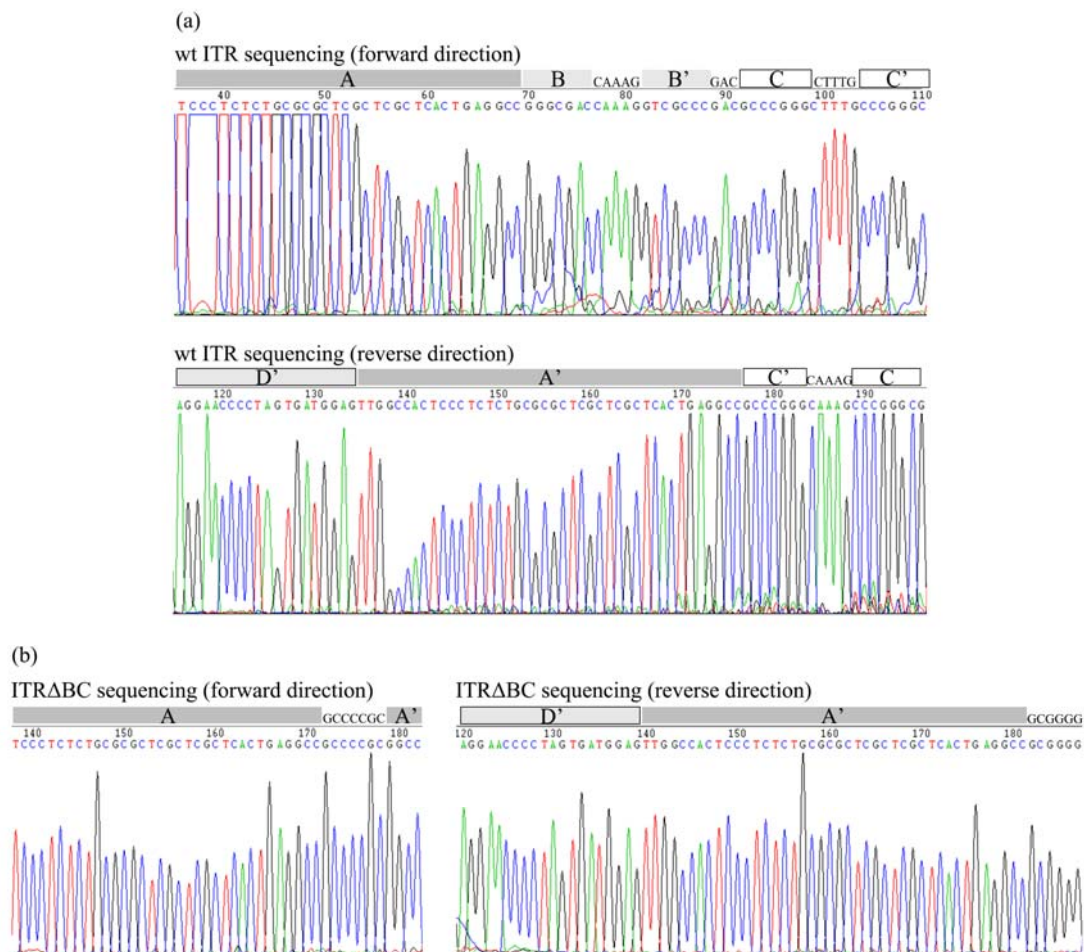 (a)
wt ITR sequencing (forward direction)
A B CAAAG B' GAC C CTTTG C'
40 50 60 70 80 90 100 110
TCCCTCTCTGCGCGCTCGCTCGCTCACTGAGGCCGGGCGACCAAAGGTCGCCCGACGCCCGGGCTTTGCCCGGGC
wt ITR sequencing (reverse direction)
D' A' C' CAAAG C
120 130 140 150 160 170 180 190
AGGAACCCCTAGTGATGGAGTTGGCCACTCCCTCTCTGCGCGCTCGCTCGCTCACTGAGGCCGCCCGGGCAAAGCCCGGGCG
(b)
ITRΔBC sequencing (forward direction)
A GCCCCGC A'
140 150 160 170 180
TCCCTCTCTGCGCGCTCGCTCGCTCACTGAGGCCGCCCCGCGGCC
ITRΔBC sequencing (reverse direction)
D' A' GCGGGG
120 130 140 150 160 170 180
AGGAACCCCTAGTGATGGAGTTGGCCACTCCCTCTCTGCGCGCTCGCTCGCTCACTGAGGCCGCGGGG